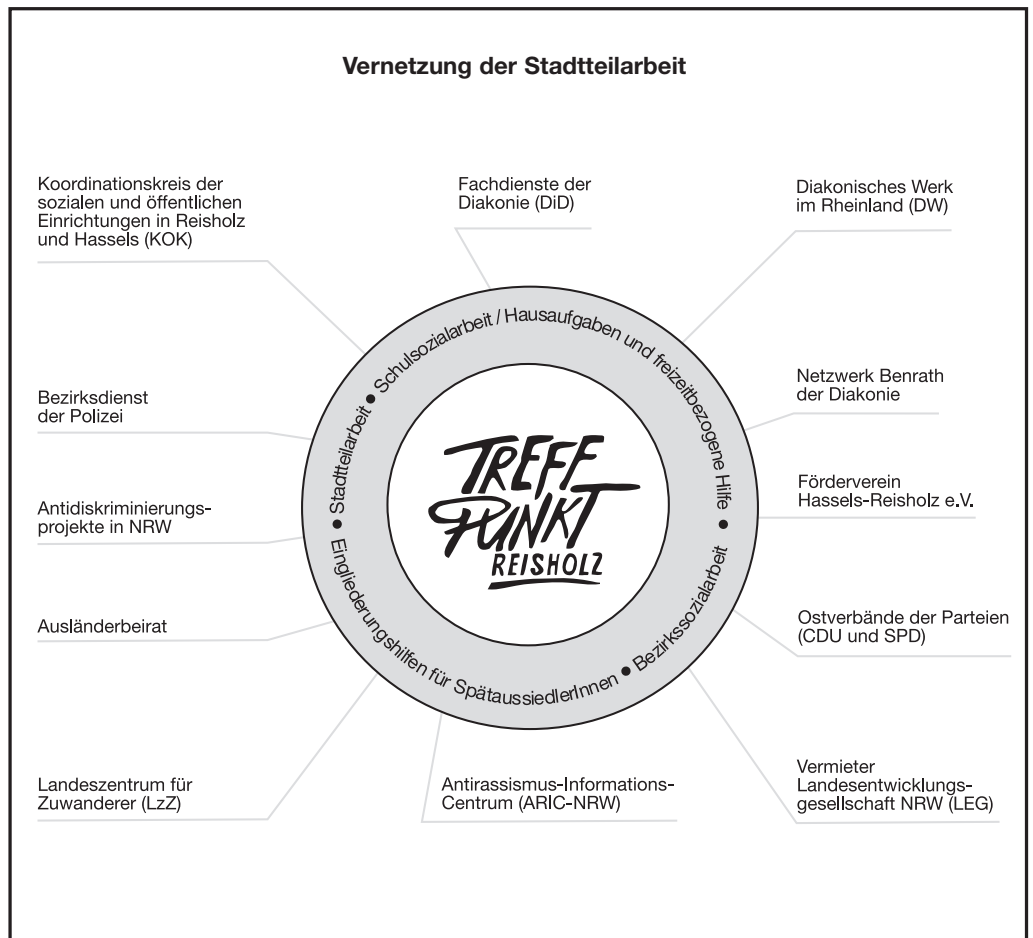 Vernetzung der Stadtteilarbeit
Koordinationskreis der
sozialen und öffentlichen
Einrichtungen in Reisholz
und Hassels (KOK)
Fachdienste der
Diakonie (DiD)
Diakonisches Werk
im Rheinland (DW)
Bezirksdienst
der Polizei
Netzwerk Benrath
der Diakonie
Antidiskriminierungs-
projekte in NRW
Förderverein
Hassels-Reisholz e.V.
Ausländerbeirat
Ostverbände der Parteien
(CDU und SPD)
Landeszentrum für
Zuwanderer (LzZ)
Antirassismus-Informations-
Centrum (ARIC-NRW)
Vermieter
Landesentwicklungs-
gesellschaft NRW (LEG)
• Stadtteilarbeit • Schulsozialarbeit / Hausaufgaben und freizeitbezogene Hilfe •
Eingliederungshilfen für SpätaussiedlerInnen • Bezirkssozialarbeit
TREFF
PUNKT
REISHOLZ